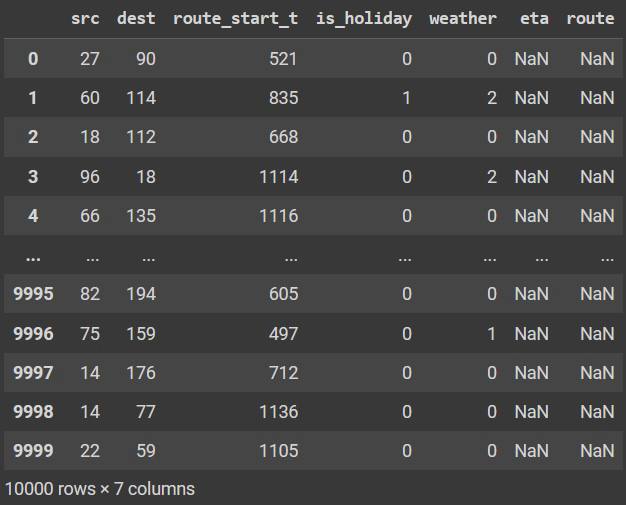 src dest route_start_t is_holiday weather eta route
0 27 90 521 0 0 NaN NaN
1 60 114 835 1 2 NaN NaN
2 18 112 668 0 0 NaN NaN
3 96 18 1114 0 2 NaN NaN
4 66 135 1116 0 0 NaN NaN
... ... ... ... ... ... ... ...
9995 82 194 605 0 0 NaN NaN
9996 75 159 497 0 1 NaN NaN
9997 14 176 712 0 0 NaN NaN
9998 14 77 1136 0 0 NaN NaN
9999 22 59 1105 0 0 NaN NaN
10000 rows × 7 columns